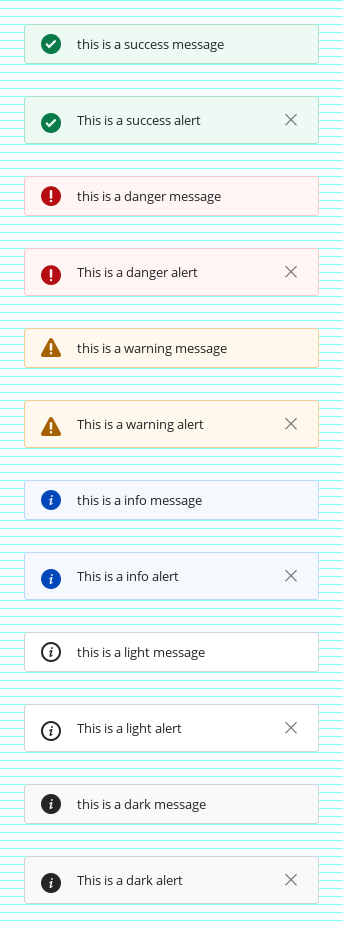 this is a success message
This is a success alert
this is a danger message
This is a danger alert
this is a warning message
This is a warning alert
this is a info message
This is a info alert
this is a light message
This is a light alert
this is a dark message
This is a dark alert